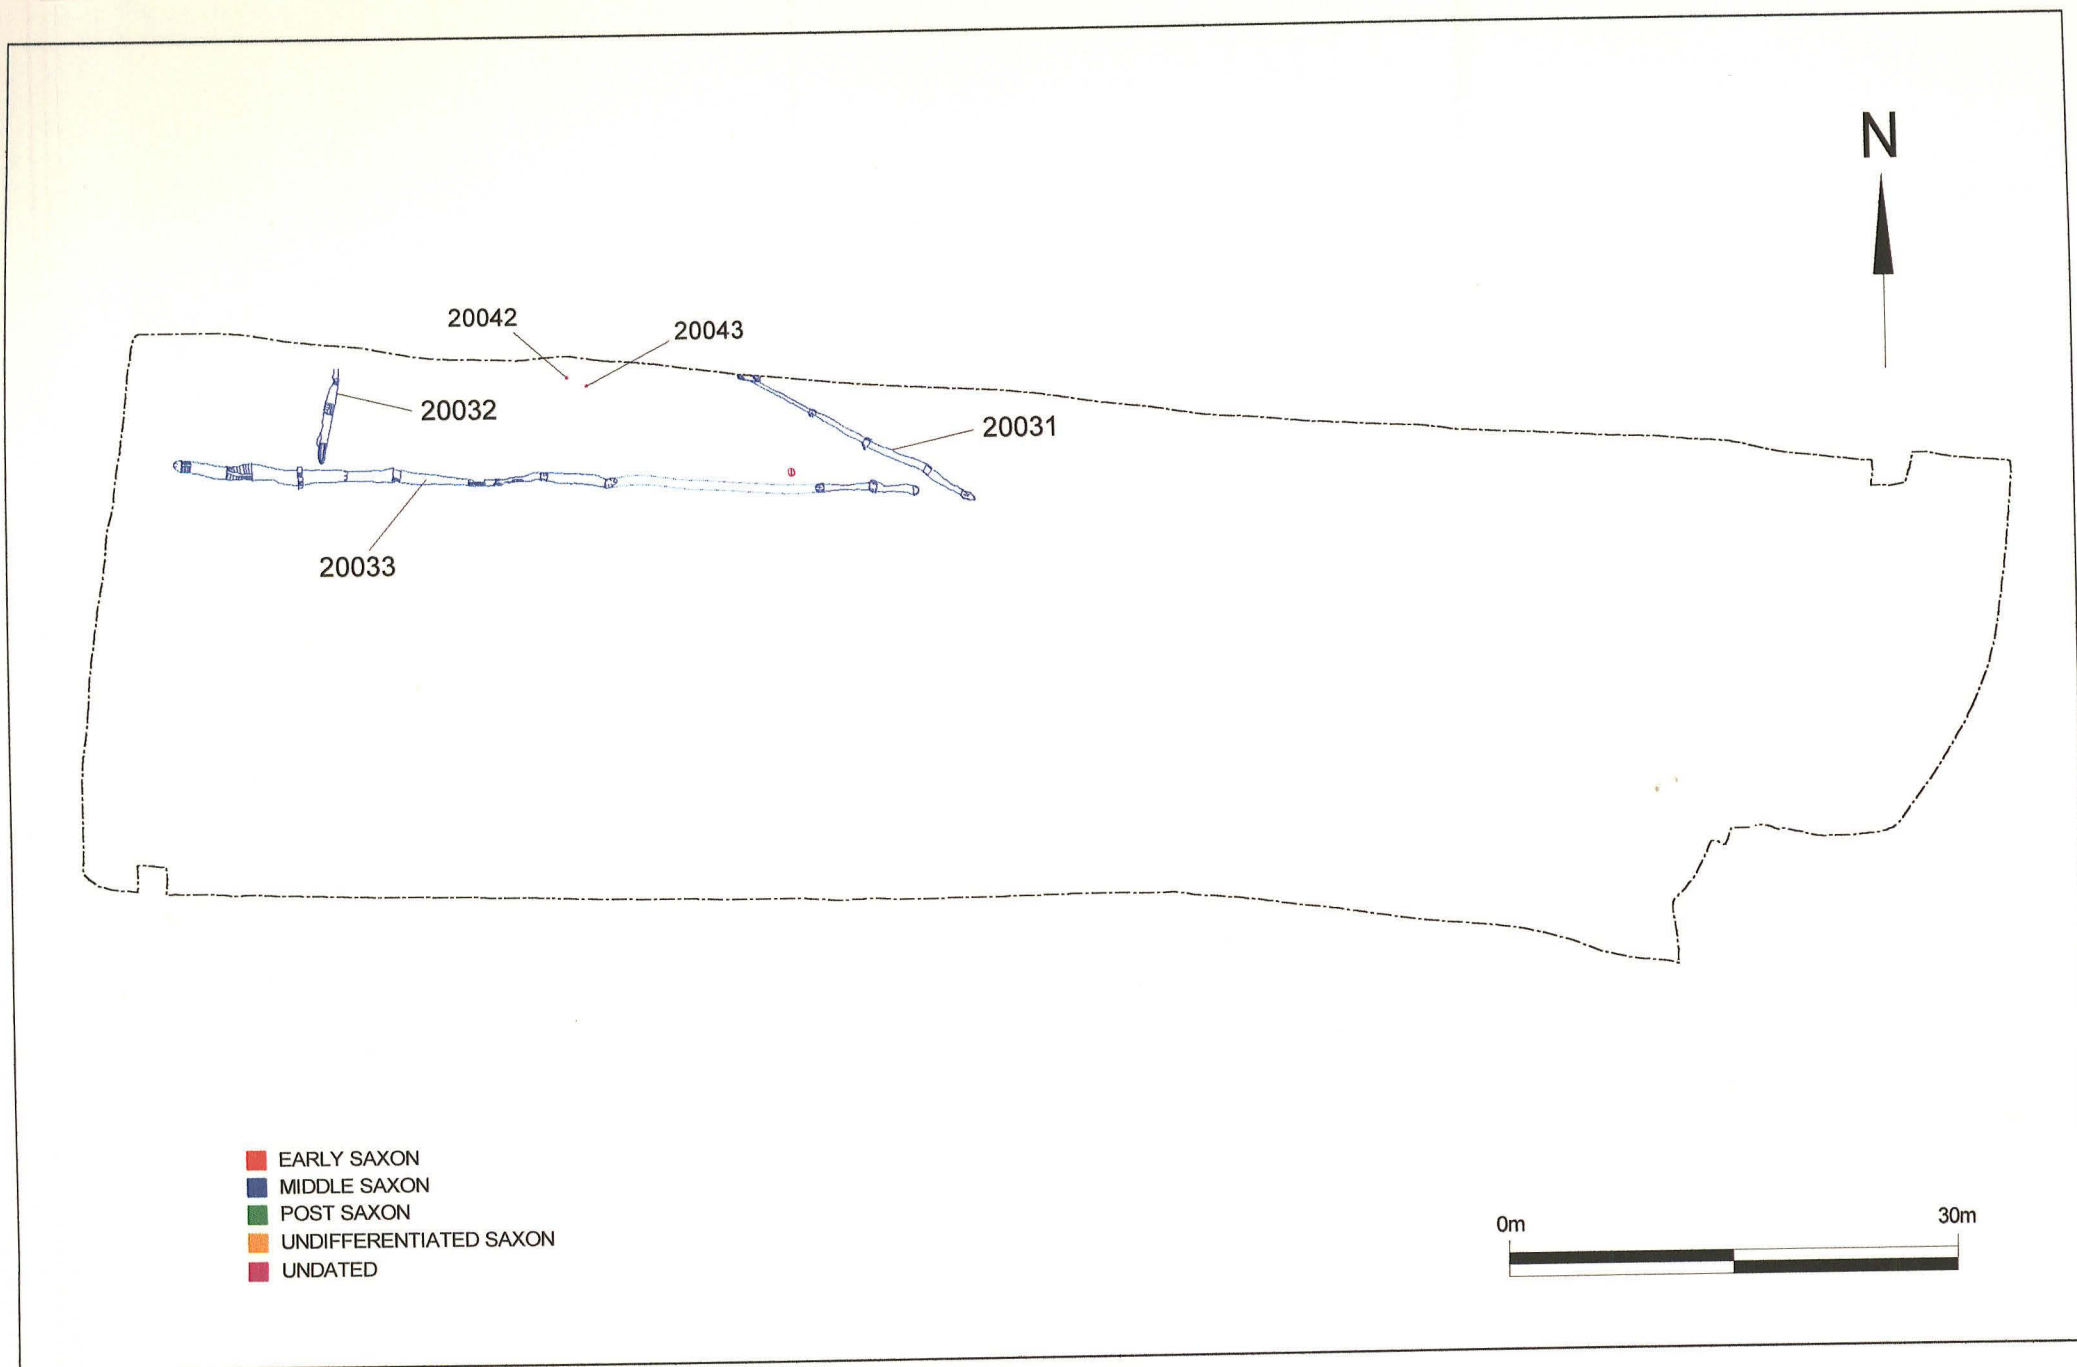 N
20042
20043
20032
20031
20033
EARLY SAXON
MIDDLE SAXON
POST SAXON
UNDIFFERENTIATED SAXON
UNDATED
0m
30m